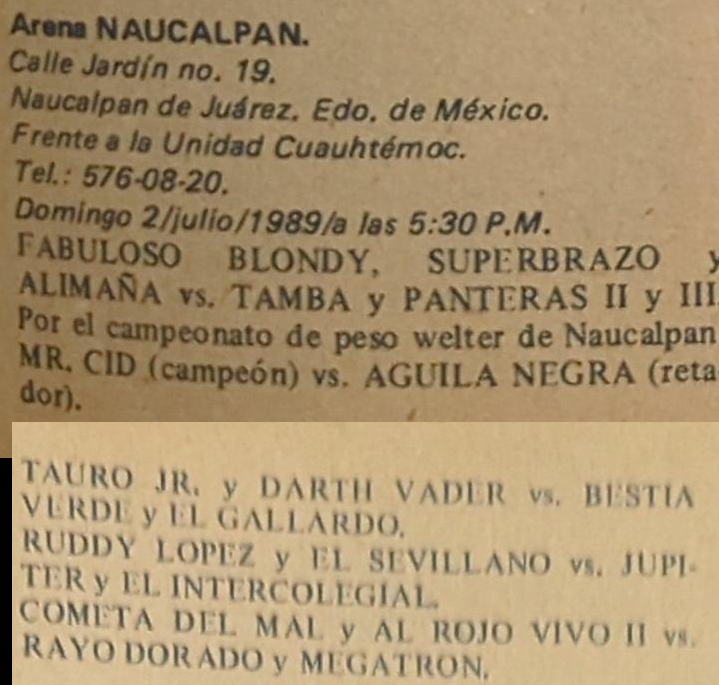 Arena NAUCALPAN.
Calle Jardín no. 19.
Naucalpan de Juárez, Edo. de México.
Frente a la Unidad Cuauhtémoc.
Tel.: 576-08-20.
Domingo 2/julio/1989/a las 5:30 P.M.
FABULOSO BLONDY, SUPERBRAZO y
ALIMAÑA vs. TAMBA y PANTERAS II y III
Por el campeonato de peso welter de Naucalpan
MR. CID (campeón) vs. AGUILA NEGRA (reta-
dor).
TAURO JR. y DARTH VADER vs. BESTIA
VERDE y EL GALLARDO.
RUDDY LOPEZ y EL SEVILLANO vs. JUPI-
TER y EL INTERCOLEGIAL.
COMETA DEL MAL y AL ROJO VIVO II vs.
RAYO DORADO y MEGATRON.